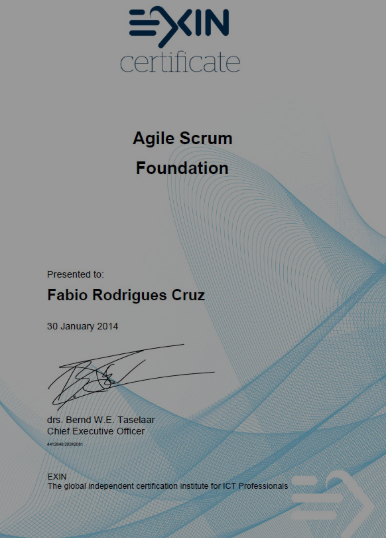 EXIN
certificate
Agile Scrum
Foundation
Presented to:
Fabio Rodrigues Cruz
30 January 2014
drs. Bernd W.E. Taselaar
Chief Executive Officer
EXIN
The global independent certification institute for ICT Professionals